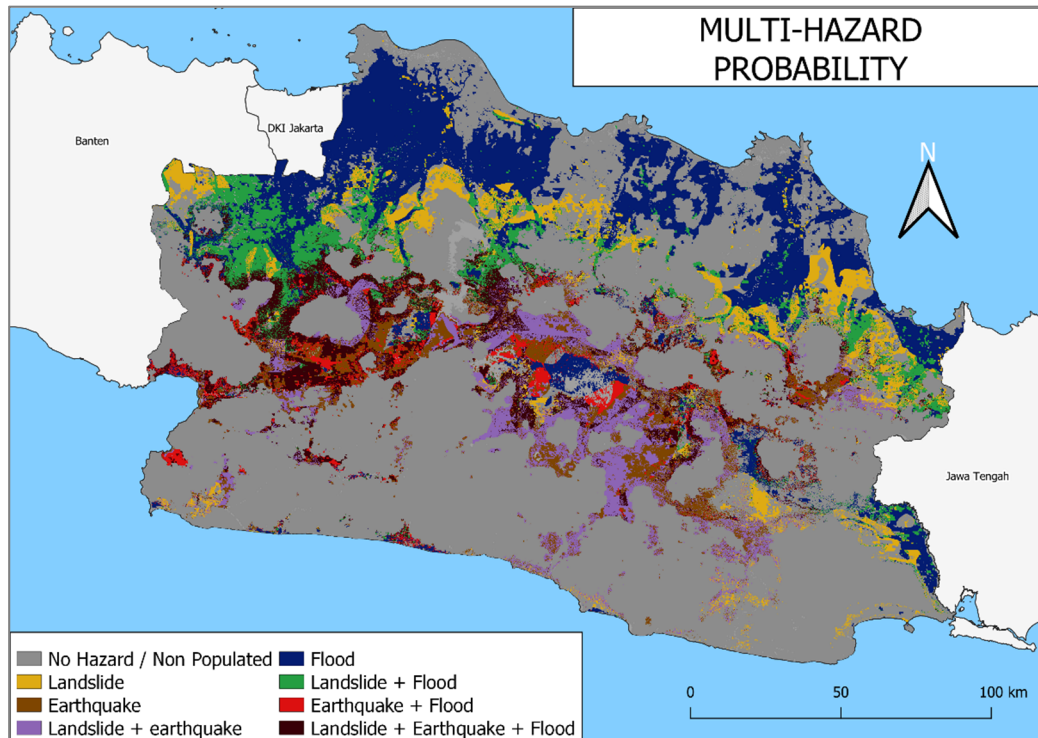 MULTI-HAZARD
PROBABILITY
DKI Jakarta
Banten
N
Jawa Tengah
No Hazard / Non Populated
Landslide
Earthquake
Landslide + earthquake
Flood
Landslide + Flood
Earthquake + Flood
Landslide + Earthquake + Flood
0 50 100 km